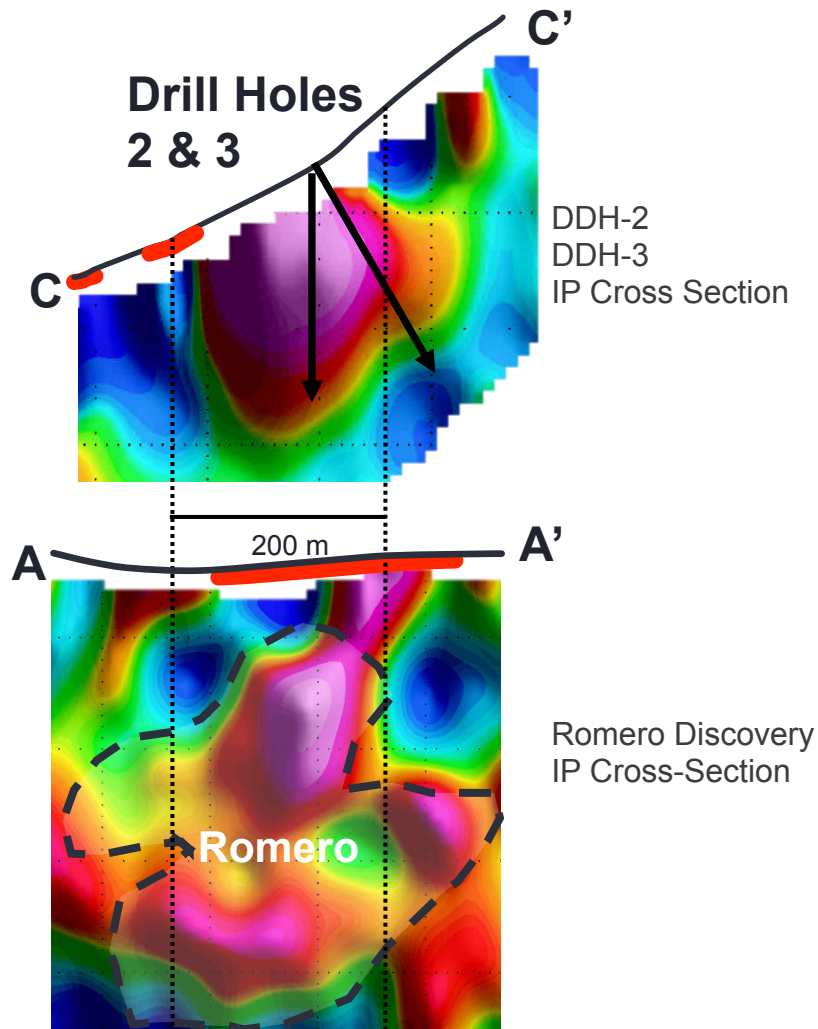 C’
Drill Holes
2 & 3
DDH-2
DDH-3
IP Cross Section
C
200 m
A
A’
Romero Discovery
IP Cross-Section
Romero